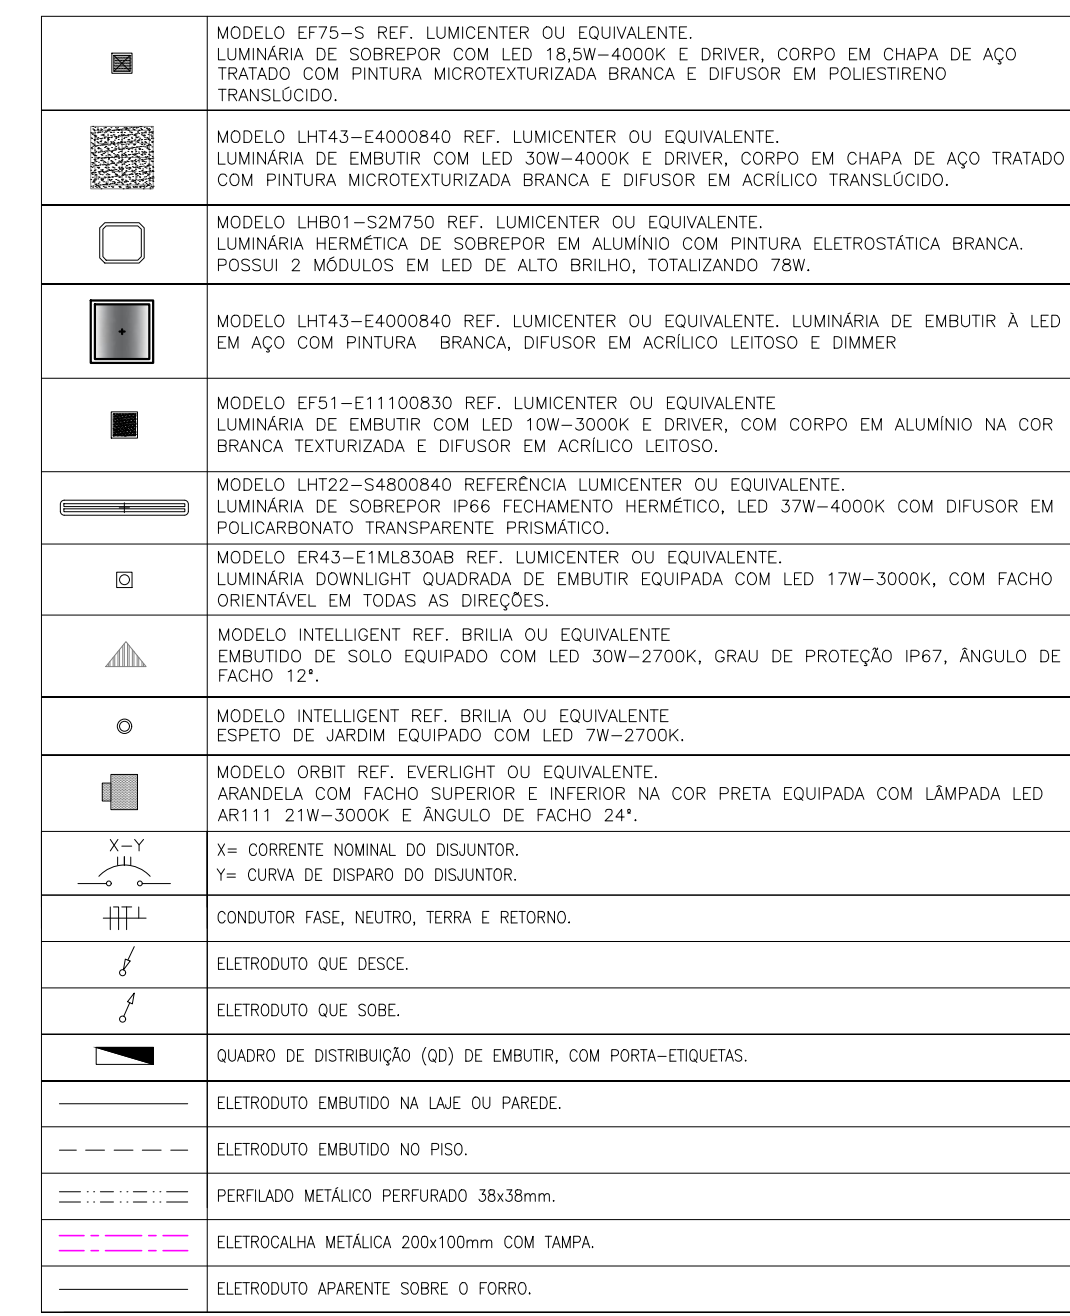 MODELO EF75-S REF. LUMICENTER OU EQUIVALENTE.
LUMINÁRIA DE SOBREPOR COM LED 18,5W-4000K E DRIVER, CORPO EM CHAPA DE AÇO
TRATADO COM PINTURA MICROTEXTURIZADA BRANCA E DIFUSOR EM POLIESTIRENO
TRANSLÚCIDO.
MODELO LHT43-E4000840 REF. LUMICENTER OU EQUIVALENTE.
LUMINÁRIA DE EMBUTIR COM LED 30W-4000K E DRIVER, CORPO EM CHAPA DE AÇO TRATADO
COM PINTURA MICROTEXTURIZADA BRANCA E DIFUSOR EM ACRÍLICO TRANSLÚCIDO.
MODELO LHB01-S2M750 REF. LUMICENTER OU EQUIVALENTE.
LUMINÁRIA HERMÉTICA DE SOBREPOR EM ALUMÍNIO COM PINTURA ELETROSTÁTICA BRANCA.
POSSUI 2 MÓDULOS EM LED DE ALTO BRILHO, TOTALIZANDO 78W.
MODELO LHT43-E4000840 REF. LUMICENTER OU EQUIVALENTE. LUMINÁRIA DE EMBUTIR À LED
EM AÇO COM PINTURA BRANCA, DIFUSOR EM ACRÍLICO LEITOSO E DIMMER
MODELO EF51-E11100830 REF. LUMICENTER OU EQUIVALENTE
LUMINÁRIA DE EMBUTIR COM LED 10W-3000K E DRIVER, COM CORPO EM ALUMÍNIO NA COR
BRANCA TEXTURIZADA E DIFUSOR EM ACRÍLICO LEITOSO.
MODELO LHT22-S4800840 REFERÊNCIA LUMICENTER OU EQUIVALENTE.
LUMINÁRIA DE SOBREPOR IP66 FECHAMENTO HERMÉTICO, LED 37W-4000K COM DIFUSOR EM
POLICARBONATO TRANSPARENTE PRISMÁTICO.
MODELO ER43-E1ML830AB REF. LUMICENTER OU EQUIVALENTE.
LUMINÁRIA DOWNLIGHT QUADRADA DE EMBUTIR EQUIPADA COM LED 17W-3000K, COM FACHO
ORIENTÁVEL EM TODAS AS DIREÇÕES.
MODELO INTELLIGENT REF. BRILIA OU EQUIVALENTE
EMBUTIDO DE SOLO EQUIPADO COM LED 30W-2700K, GRAU DE PROTEÇÃO IP67, ÂNGULO DE
FACHO 12°.
MODELO INTELLIGENT REF. BRILIA OU EQUIVALENTE
ESPETO DE JARDIM EQUIPADO COM LED 7W-2700K.
MODELO ORBIT REF. EVERLIGHT OU EQUIVALENTE.
ARANDELA COM FACHO SUPERIOR E INFERIOR NA COR PRETA EQUIPADA COM LÂMPADA LED
AR111 21W-3000K E ÂNGULO DE FACHO 24°.
X-Y
X= CORRENTE NOMINAL DO DISJUNTOR.
Y= CURVA DE DISPARO DO DISJUNTOR.
CONDUTOR FASE, NEUTRO, TERRA E RETORNO.
ELETRODUTO QUE DESCE.
ELETRODUTO QUE SOBE.
QUADRO DE DISTRIBUIÇÃO (QD) DE EMBUTIR, COM PORTA-ETIQUETAS.
ELETRODUTO EMBUTIDO NA LAJE OU PAREDE.
ELETRODUTO EMBUTIDO NO PISO.
PERFILADO METÁLICO PERFURADO 38x38mm.
ELETROCALHA METÁLICA 200x100mm COM TAMPA.
ELETRODUTO APARENTE SOBRE O FORRO.